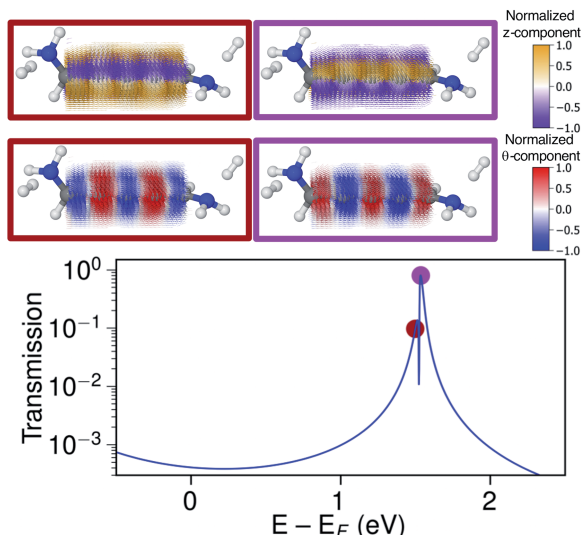 Normalized
z-component
1.0
0.5
0.0
-0.5
-1.0
Normalized
θ-component
1.0
0.5
0.0
-0.5
-1.0
Transmission
10⁰
10⁻¹
10⁻²
10⁻³
0 1 2
E − E_F (eV)